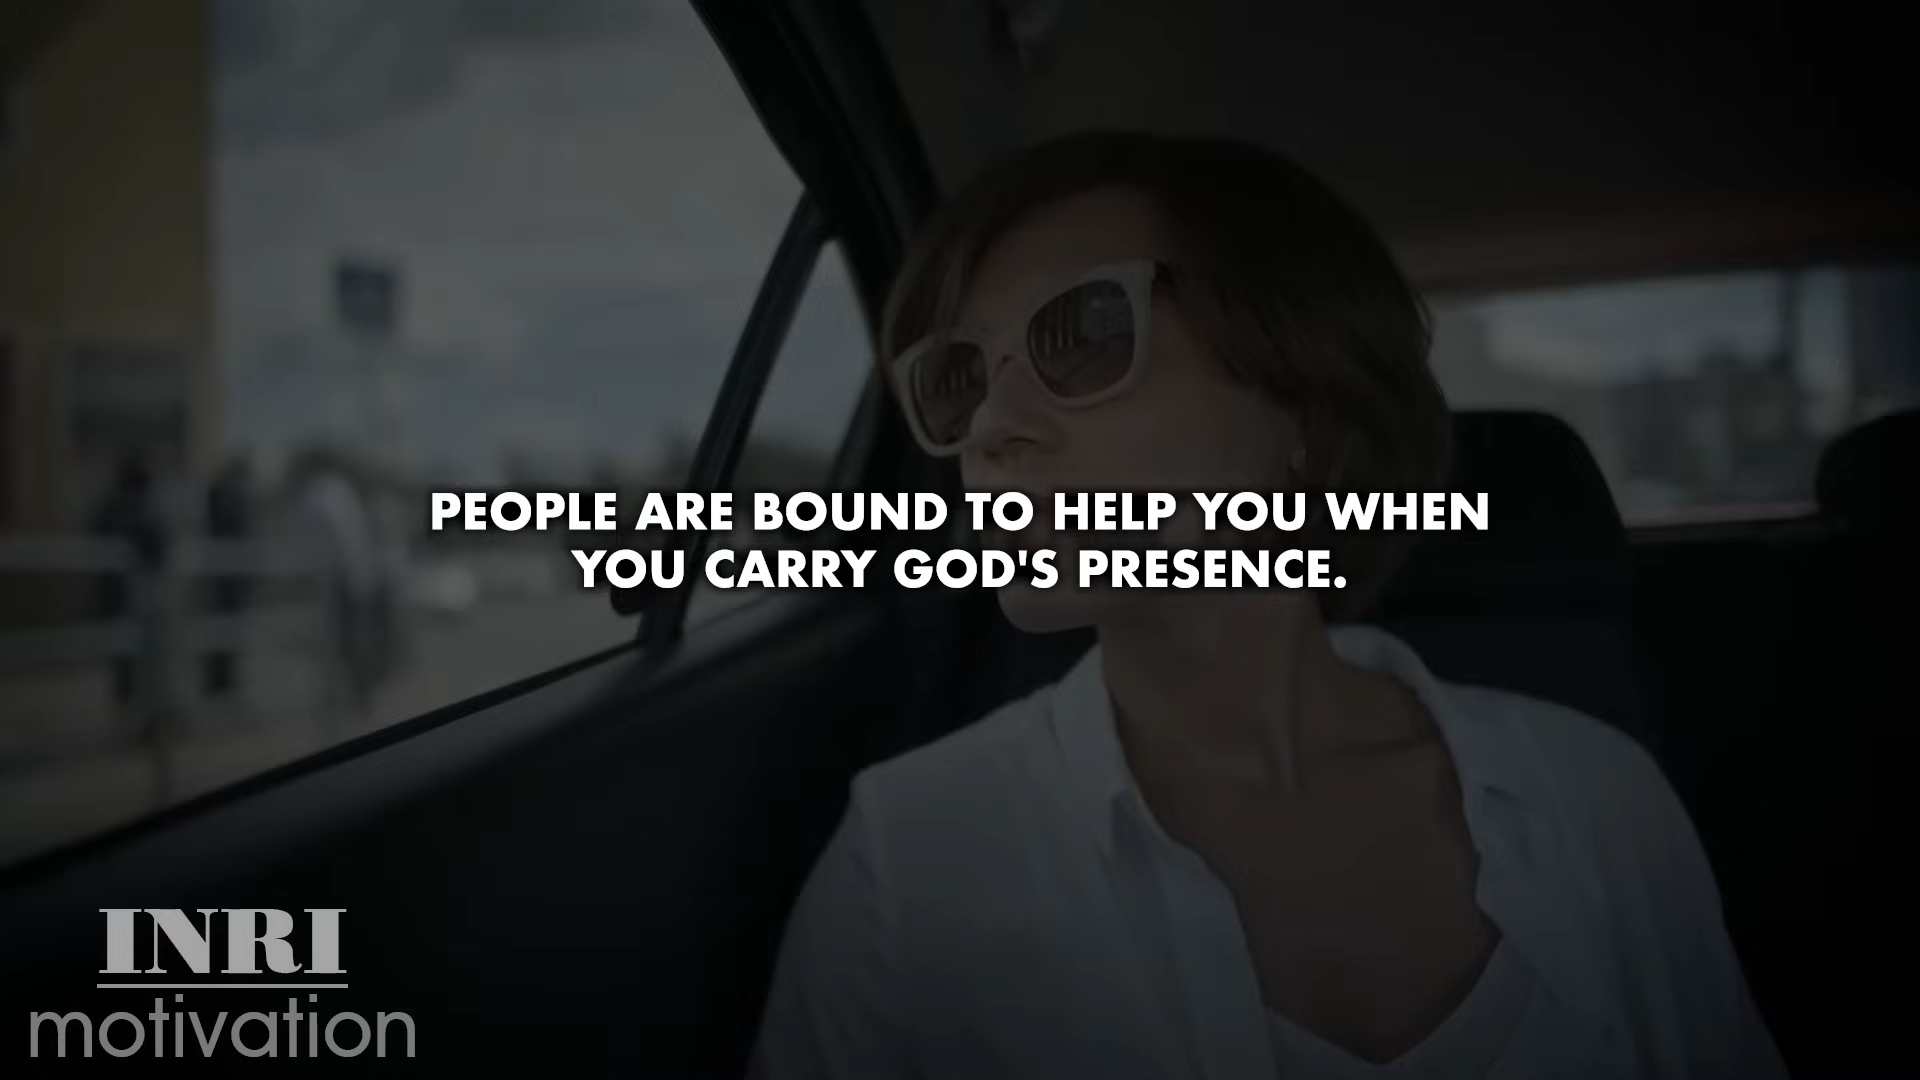 PEOPLE ARE BOUND TO HELP YOU WHEN
YOU CARRY GOD'S PRESENCE.
INRI
motivation